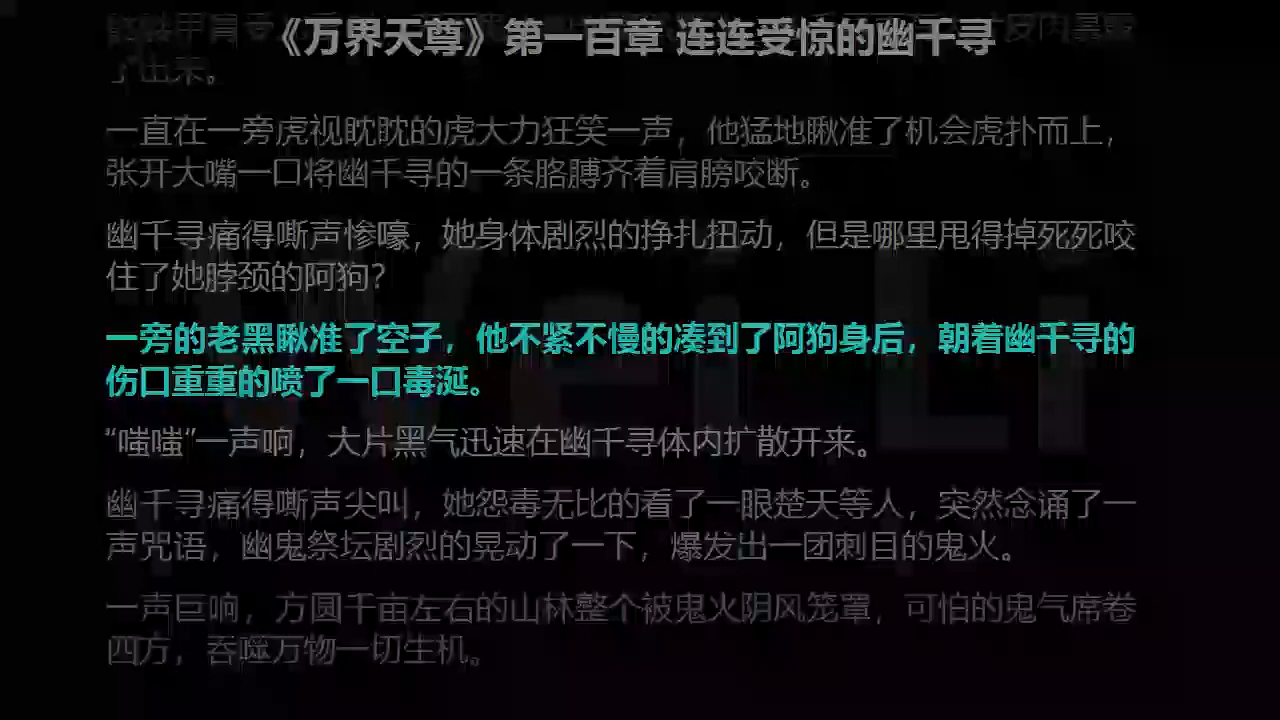 《万界天尊》第一百章 连连受惊的幽千寻
了出来。
一直在一旁虎视眈眈的虎大力狂笑一声，他猛地瞅准了机会虎扑而上，
张开大嘴一口将幽千寻的一条胳膊齐着肩膀咬断。
幽千寻痛得嘶声惨嚎，她身体剧烈的挣扎扭动，但是哪里甩得掉死死咬
住了她脖颈的阿狗？
一旁的老黑瞅准了空子，他不紧不慢的凑到了阿狗身后，朝着幽千寻的
伤口重重的喷了一口毒涎。
“嗤嗤”一声响，大片黑气迅速在幽千寻体内扩散开来。
幽千寻痛得嘶声尖叫，她怨毒无比的看了一眼楚天等人，突然念诵了一
声咒语，幽鬼祭坛剧烈的晃动了一下，爆发出一团刺目的鬼火。
一声巨响，方圆千亩左右的山林整个被鬼火阴风笼罩，可怕的鬼气席卷
四方，吞噬万物一切生机。
Wei Li